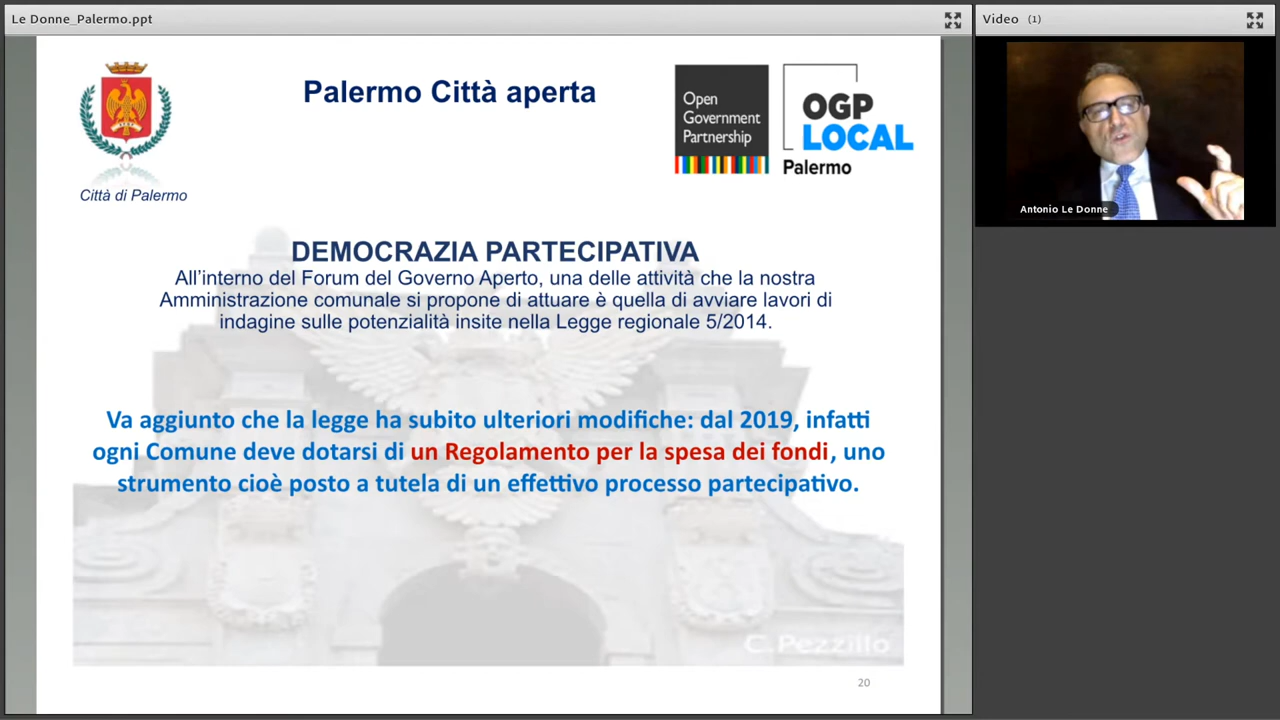 Le Donne_Palermo.ppt
Video (1)
Palermo Città aperta
Open
Government
Partnership
OGP
LOCAL
Palermo
Città di Palermo
Antonio Le Donne
DEMOCRAZIA PARTECIPATIVA
All'interno del Forum del Governo Aperto, una delle attività che la nostra
Amministrazione comunale si propone di attuare è quella di avviare lavori di
indagine sulle potenzialità insite nella Legge regionale 5/2014.
Va aggiunto che la legge ha subito ulteriori modifiche: dal 2019, infatti
ogni Comune deve dotarsi di un Regolamento per la spesa dei fondi, uno
strumento cioè posto a tutela di un effettivo processo partecipativo.
C. Pezzillo
20